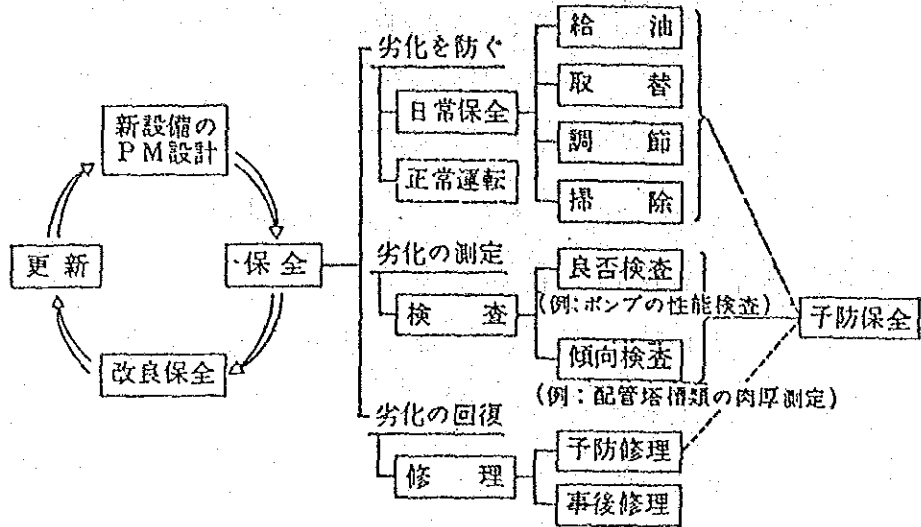 新設備の
PM設計
更新
保全
改良保全
劣化を防ぐ
日常保全
正常運転
給油
取替
調節
掃除
劣化の測定
検査
良否検査
(例:ポンプの性能検査)
傾向検査
(例:配管塔槽類の肉厚測定)
劣化の回復
修理
予防修理
事後修理
予防保全